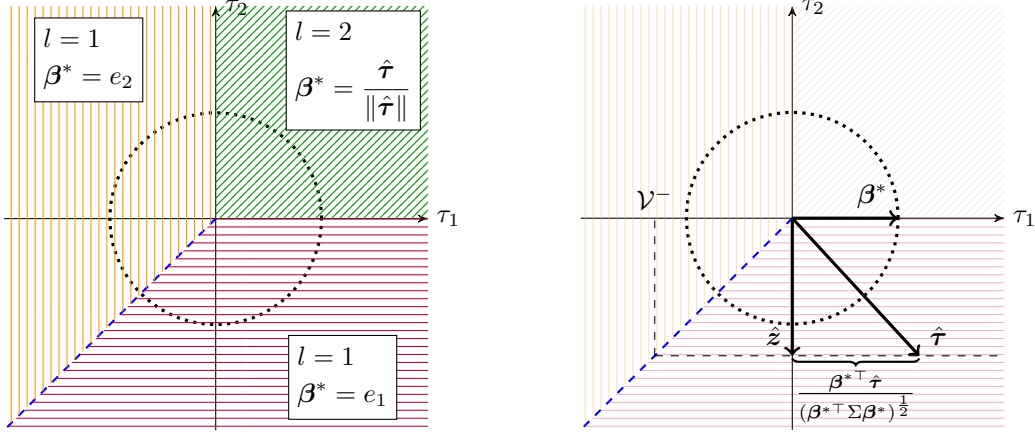 τ₂
l = 1
β* = e₂
l = 2
β* = τ̂ / ‖τ̂‖
τ₁
l = 1
β* = e₁
τ₂
𝒱⁻
β*
τ₁
ẑ
τ̂
β*⊤ τ̂ / (β*⊤ Σβ*)^½